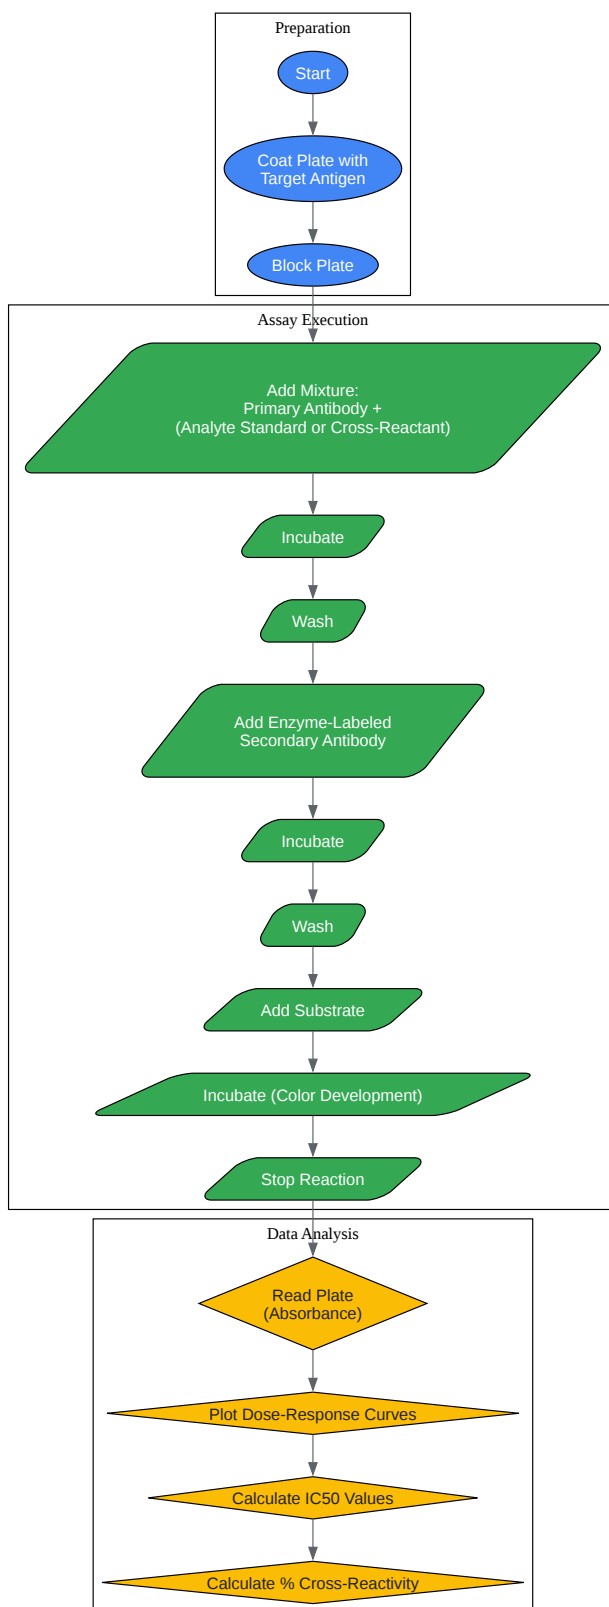 Preparation
Start
Coat Plate with
Target Antigen
Block Plate
Assay Execution
Add Mixture:
Primary Antibody +
(Analyte Standard or Cross-Reactant)
Incubate
Wash
Add Enzyme-Labeled
Secondary Antibody
Incubate
Wash
Add Substrate
Incubate (Color Development)
Stop Reaction
Data Analysis
Read Plate
(Absorbance)
Plot Dose-Response Curves
Calculate IC50 Values
Calculate % Cross-Reactivity